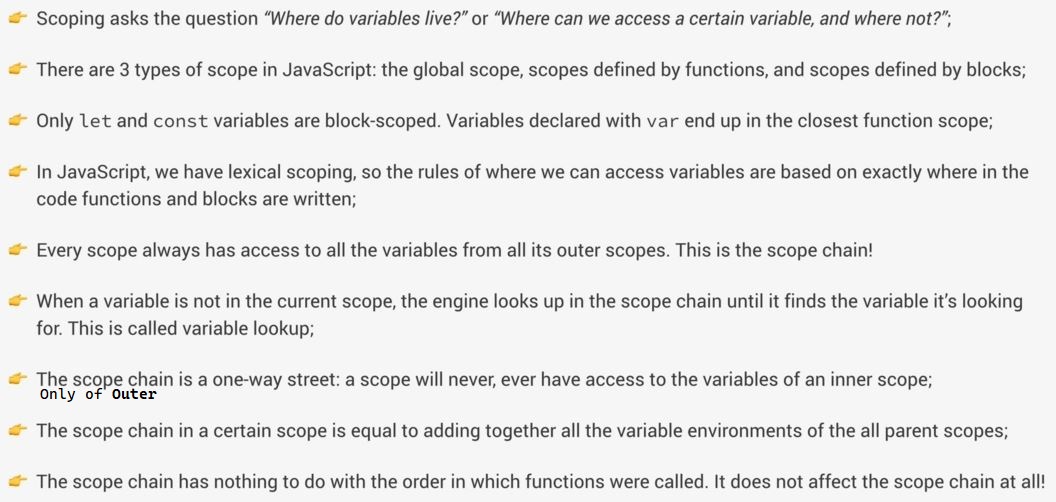 👉 Scoping asks the question “Where do variables live?” or “Where can we access a certain variable, and where not?”;
👉 There are 3 types of scope in JavaScript: the global scope, scopes defined by functions, and scopes defined by blocks;
👉 Only let and const variables are block-scoped. Variables declared with var end up in the closest function scope;
👉 In JavaScript, we have lexical scoping, so the rules of where we can access variables are based on exactly where in the
code functions and blocks are written;
👉 Every scope always has access to all the variables from all its outer scopes. This is the scope chain!
👉 When a variable is not in the current scope, the engine looks up in the scope chain until it finds the variable it’s looking
for. This is called variable lookup;
👉 The scope chain is a one-way street: a scope will never, ever have access to the variables of an inner scope;
Only of Outer
👉 The scope chain in a certain scope is equal to adding together all the variable environments of the all parent scopes;
👉 The scope chain has nothing to do with the order in which functions were called. It does not affect the scope chain at all!